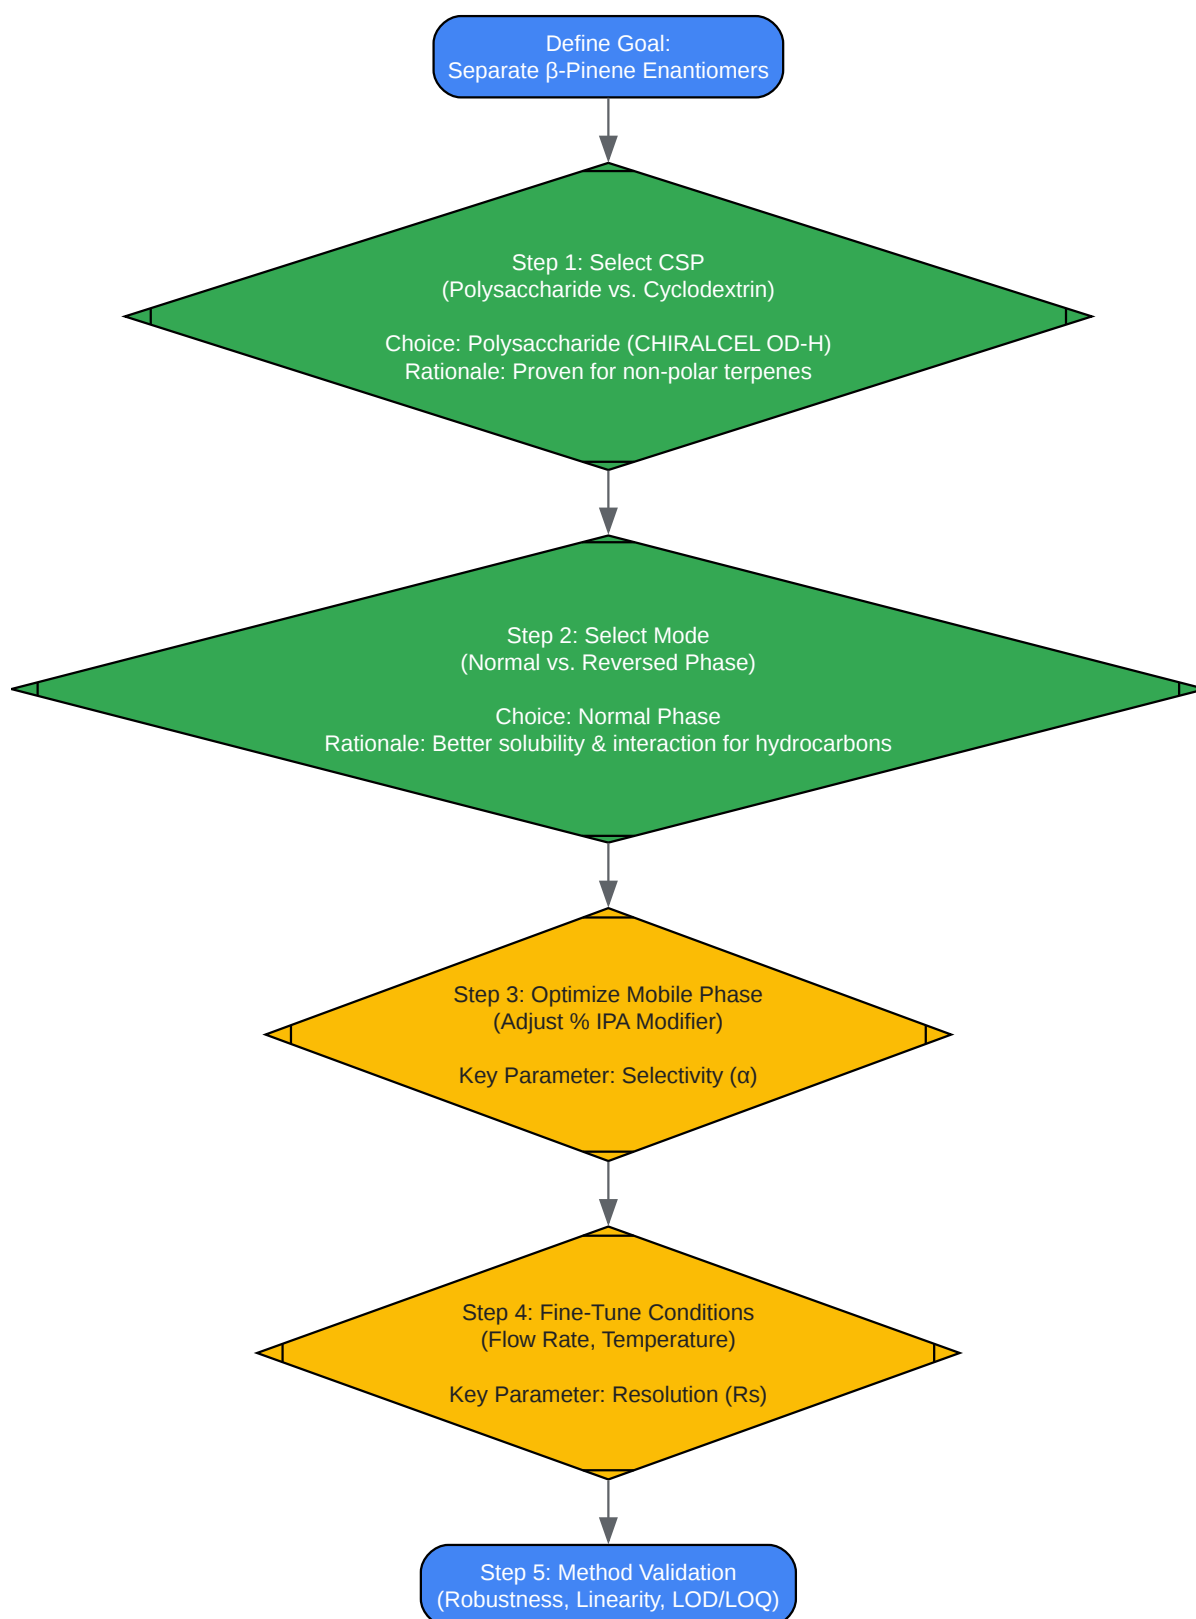 Define Goal:
Separate β-Pinene Enantiomers
Step 1: Select CSP
(Polysaccharide vs. Cyclodextrin)
Choice: Polysaccharide (CHIRALCEL OD-H)
Rationale: Proven for non-polar terpenes
Step 2: Select Mode
(Normal vs. Reversed Phase)
Choice: Normal Phase
Rationale: Better solubility & interaction for hydrocarbons
Step 3: Optimize Mobile Phase
(Adjust % IPA Modifier)
Key Parameter: Selectivity (α)
Step 4: Fine-Tune Conditions
(Flow Rate, Temperature)
Key Parameter: Resolution (Rs)
Step 5: Method Validation
(Robustness, Linearity, LOD/LOQ)